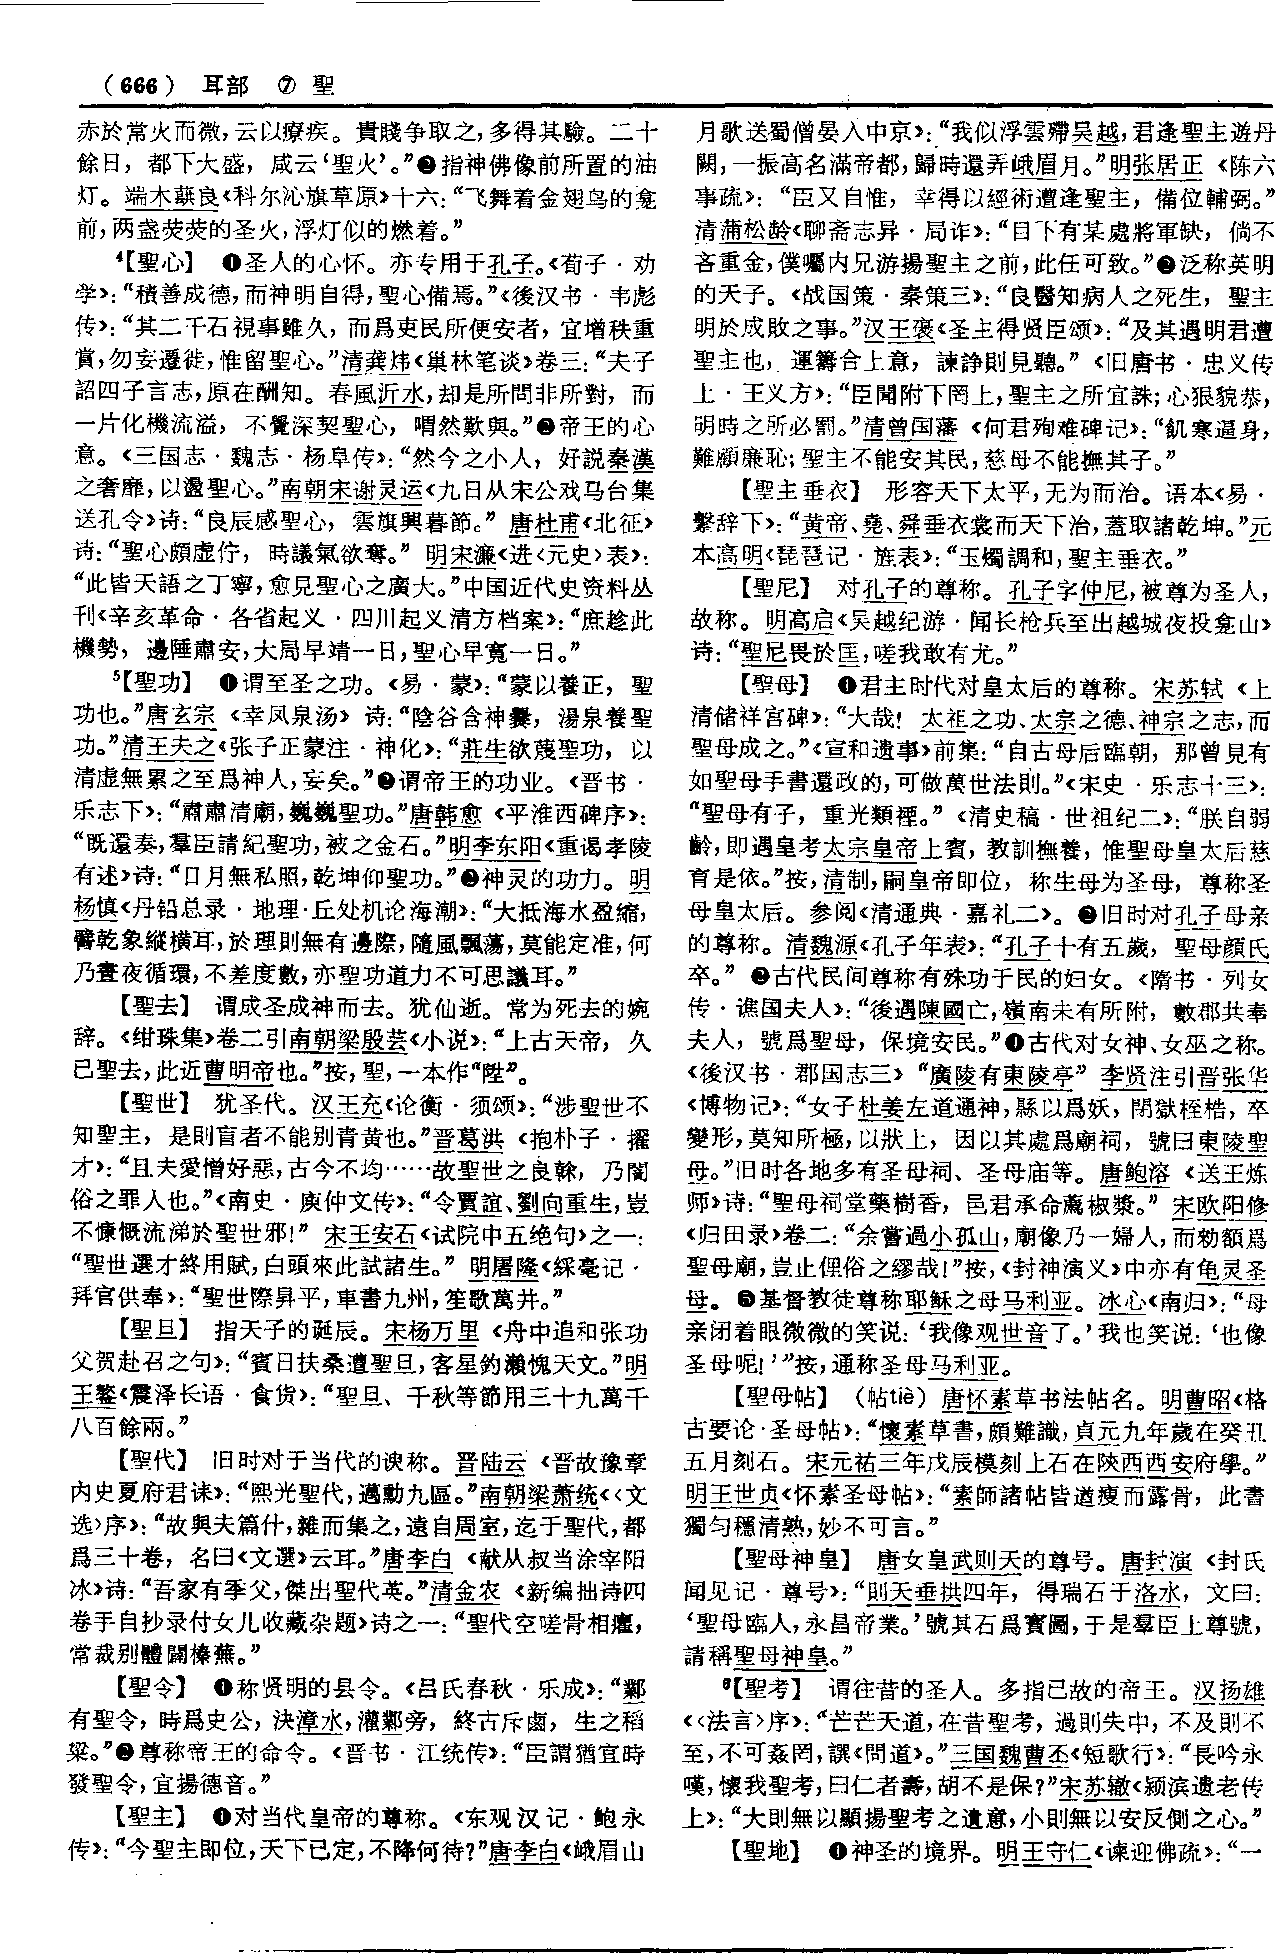 （666） 耳部 ⑦ 聖
赤於常火而微，云以療疾。貴賤争取之，多得其驗。二十
餘日，都下大盛，咸云‘聖火’。”❷指神佛像前所置的油
灯。端木蕻良《科尔沁旗草原》十六：“飞舞着金翅鸟的龛
前，两盏荧荧的圣火，浮灯似的燃着。”
⁴【聖心】 ❶圣人的心怀。亦专用于孔子。《荀子·劝
学》：“積善成德，而神明自得，聖心備焉。”《後汉书·韦彪
传》：“其二千石視事雖久，而爲吏民所便安者，宜增秩重
賞，勿妄遷徙，惟留聖心。”清龚炜《巢林笔谈》卷三：“夫子
詔四子言志，原在酬知。春風沂水，却是所問非所對，而
一片化機流溢，不覺深契聖心，喟然歎與。”❷帝王的心
意。《三国志·魏志·杨阜传》：“然今之小人，好説秦漢
之奢靡，以盪聖心。”南朝宋谢灵运《九日从宋公戏马台集
送孔令》诗：“良辰感聖心，雲旗興暮節。” 唐杜甫《北征》
诗：“聖心頗虚佇，時議氣欲奪。” 明宋濂《进〈元史〉表》：
“此皆天語之丁寧，愈見聖心之廣大。”中国近代史资料丛
刊《辛亥革命·各省起义·四川起义清方档案》：“庶趁此
機勢，邊陲肅安，大局早靖一日，聖心早寬一日。”
⁵【聖功】 ❶谓至圣之功。《易·蒙》：“蒙以養正，聖
功也。”唐玄宗《幸凤泉汤》诗：“陰谷含神爨，湯泉養聖
功。”清王夫之《张子正蒙注·神化》：“莊生欲蔑聖功，以
清虚無累之至爲神人，妄矣。”❷谓帝王的功业。《晋书·
乐志下》：“肅肅清廟，巍巍聖功。”唐韩愈《平淮西碑序》：
“既還奏，羣臣請紀聖功，被之金石。”明李东阳《重谒孝陵
有述》诗：“日月無私照，乾坤仰聖功。”❸神灵的功力。明
杨慎《丹铅总录·地理·丘处机论海潮》：“大抵海水盈縮，
譬乾象縱横耳，於理則無有邊際，隨風飄蕩，莫能定准，何
乃晝夜循環，不差度數，亦聖功道力不可思議耳。”
【聖去】 谓成圣成神而去。犹仙逝。常为死去的婉
辞。《绀珠集》卷二引南朝梁殷芸《小说》：“上古天帝，久
已聖去，此近曹明帝也。”按，聖，一本作“陞”。
【聖世】 犹圣代。汉王充《论衡·须颂》：“涉聖世不
知聖主，是則盲者不能别青黄也。”晋葛洪《抱朴子·擢
才》：“且夫愛憎好惡，古今不均……故聖世之良榦，乃闇
俗之罪人也。”《南史·庾仲文传》：“令賈誼、劉向重生，豈
不慷慨流涕於聖世邪！” 宋王安石《试院中五绝句》之一：
“聖世選才終用賦，白頭來此試諸生。” 明屠隆《綵毫记·
拜官供奉》：“聖世際昇平，車書九州，笙歌萬井。”
【聖旦】 指天子的诞辰。宋杨万里《舟中追和张功
父贺赴召之句》：“賓日扶桑遭聖旦，客星釣瀨愧天文。”明
王鏊《震泽长语·食货》：“聖旦、千秋等節用三十九萬千
八百餘兩。”
【聖代】 旧时对于当代的谀称。晋陆云《晋故豫章
内史夏府君诔》：“熙光聖代，邁勳九區。”南朝梁萧统《〈文
选〉序》：“故與夫篇什，雜而集之，遠自周室，迄于聖代，都
爲三十卷，名曰《文選》云耳。”唐李白《献从叔当涂宰阳
冰》诗：“吾家有季父，傑出聖代英。”清金农《新编拙诗四
卷手自抄录付女儿收藏杂题》诗之一：“聖代空嗟骨相癯，
常裁别體闢榛蕪。”
【聖令】 ❶称贤明的县令。《吕氏春秋·乐成》：“鄴
有聖令，時爲史公，決漳水，灌鄴旁，終古斥鹵，生之稻
粱。”❷尊称帝王的命令。《晋书·江统传》：“臣謂猶宜時
發聖令，宜揚德音。”
【聖主】 ❶对当代皇帝的尊称。《东观汉记·鲍永
传》：“今聖主即位，天下已定，不降何待？”唐李白《峨眉山
月歌送蜀僧晏入中京》：“我似浮雲殢吴越，君逢聖主遊丹
闕，一振高名滿帝都，歸時還弄峨眉月。”明张居正《陈六
事疏》：“臣又自惟，幸得以經術遭逢聖主，備位輔弼。”
清蒲松龄《聊斋志异·局诈》：“目下有某處將軍缺，倘不
吝重金，僕囑内兄游揚聖主之前，此任可致。”❷泛称英明
的天子。《战国策·秦策三》：“良醫知病人之死生，聖主
明於成敗之事。”汉王褒《圣主得贤臣颂》：“及其遇明君遭
聖主也，運籌合上意，諫諍則見聽。”《旧唐书·忠义传
上·王义方》：“臣聞附下罔上，聖主之所宜誅；心狠貌恭，
明時之所必罰。”清曾国藩《何君殉难碑记》：“飢寒逼身，
難顧廉恥；聖主不能安其民，慈母不能撫其子。”
【聖主垂衣】 形容天下太平，无为而治。语本《易·
繫辞下》：“黄帝、堯、舜垂衣裳而天下治，蓋取諸乾坤。”元
本高明《琵琶记·旌表》：“玉燭調和，聖主垂衣。”
【聖尼】 对孔子的尊称。孔子字仲尼，被尊为圣人，
故称。明高启《吴越纪游·闻长枪兵至出越城夜投龛山》
诗：“聖尼畏於匡，嗟我敢有尤。”
【聖母】 ❶君主时代对皇太后的尊称。宋苏轼《上
清储祥宫碑》：“大哉！太祖之功、太宗之德、神宗之志，而
聖母成之。”《宣和遗事》前集：“自古母后臨朝，那曾見有
如聖母手書還政的，可做萬世法則。”《宋史·乐志十三》：
“聖母有子，重光類禋。”《清史稿·世祖纪二》：“朕自弱
齡，即遇皇考太宗皇帝上賓，教訓撫養，惟聖母皇太后慈
育是依。”按，清制，嗣皇帝即位，称生母为圣母，尊称圣
母皇太后。参阅《清通典·嘉礼二》。❷旧时对孔子母亲
的尊称。清魏源《孔子年表》：“孔子十有五歲，聖母顔氏
卒。” ❷古代民间尊称有殊功于民的妇女。《隋书·列女
传·谯国夫人》：“後遇陳國亡，嶺南未有所附，數郡共奉
夫人，號爲聖母，保境安民。”❹古代对女神、女巫之称。
《後汉书·郡国志三》“廣陵有東陵亭” 李贤注引晋张华
《博物记》：“女子杜姜左道通神，縣以爲妖，閉獄桎梏，卒
變形，莫知所極，以狀上，因以其處爲廟祠，號曰東陵聖
母。”旧时各地多有圣母祠、圣母庙等。唐鲍溶《送王炼
师》诗：“聖母祠堂藥樹香，邑君承命薦椒漿。” 宋欧阳修
《归田录》卷二：“余嘗過小孤山，廟像乃一婦人，而勑額爲
聖母廟，豈止俚俗之繆哉！”按，《封神演义》中亦有龟灵圣
母。❺基督教徒尊称耶稣之母马利亚。冰心《南归》：“母
亲闭着眼微微的笑说：‘我像观世音了。’我也笑说：‘也像
圣母呢！’”按，通称圣母马利亚。
【聖母帖】 （帖tiè）唐怀素草书法帖名。明曹昭《格
古要论·圣母帖》：“懷素草書，頗難識，貞元九年歲在癸丑
五月刻石。宋元祐三年戊辰模刻上石在陝西西安府學。”
明王世贞《怀素圣母帖》：“素師諸帖皆遒瘦而露骨，此書
獨匀穩清熟，妙不可言。”
【聖母神皇】 唐女皇武则天的尊号。唐封演《封氏
闻见记·尊号》：“則天垂拱四年，得瑞石于洛水，文曰：
‘聖母臨人，永昌帝業。’號其石爲寶圖，于是羣臣上尊號，
請稱聖母神皇。”
⁶【聖考】 谓往昔的圣人。多指已故的帝王。汉扬雄
《〈法言〉序》：“芒芒天道，在昔聖考，過則失中，不及則不
至，不可姦罔，譔《問道》。”三国魏曹丕《短歌行》：“長吟永
嘆，懷我聖考，曰仁者壽，胡不是保？”宋苏辙《颍滨遗老传
上》：“大則無以顯揚聖考之遺意，小則無以安反側之心。”
【聖地】 ❶神圣的境界。明王守仁《谏迎佛疏》：“一